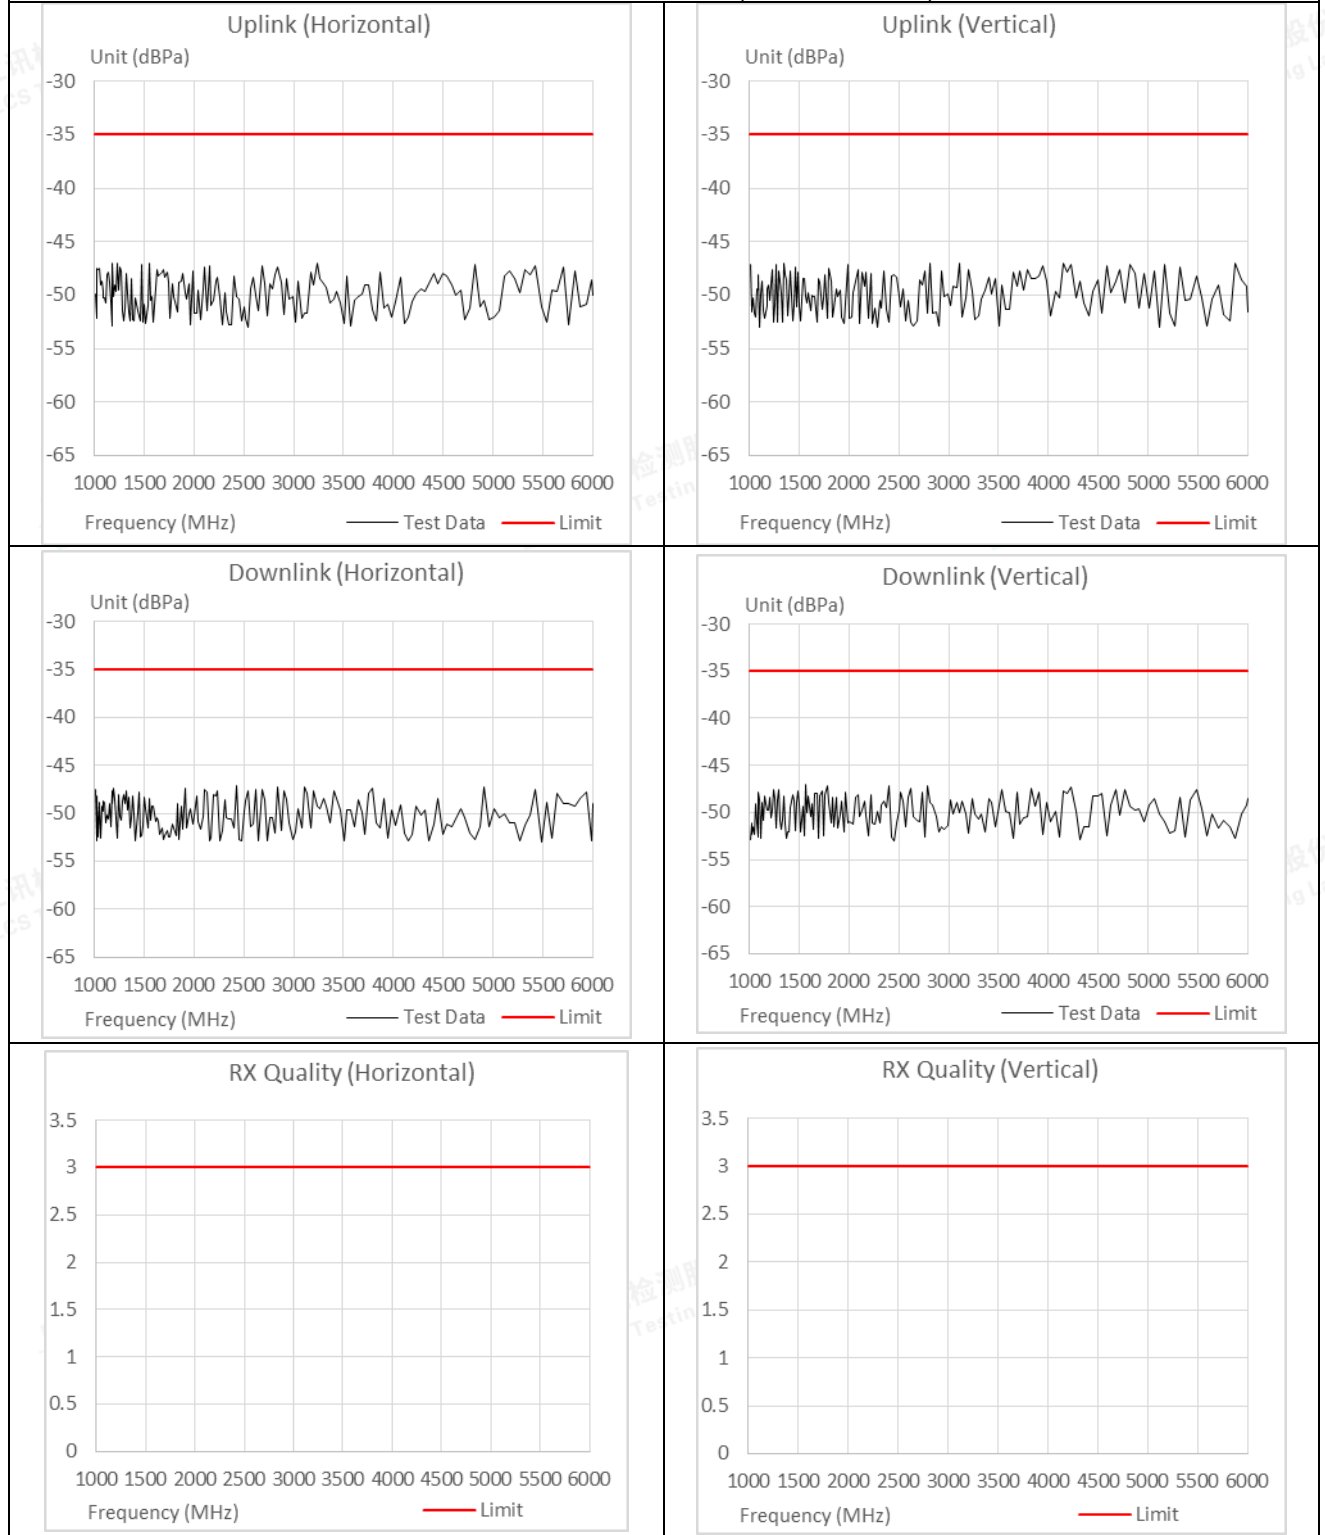 Uplink (Horizontal)
Unit (dBPa)
-30
-35
-40
-45
-50
-55
-60
-65
1000 1500 2000 2500 3000 3500 4000 4500 5000 5500 6000
Frequency (MHz)
Test Data
Limit
Uplink (Vertical)
Unit (dBPa)
-30
-35
-40
-45
-50
-55
-60
-65
1000 1500 2000 2500 3000 3500 4000 4500 5000 5500 6000
Frequency (MHz)
Test Data
Limit
Downlink (Horizontal)
Unit (dBPa)
-30
-35
-40
-45
-50
-55
-60
-65
1000 1500 2000 2500 3000 3500 4000 4500 5000 5500 6000
Frequency (MHz)
Test Data
Limit
Downlink (Vertical)
Unit (dBPa)
-30
-35
-40
-45
-50
-55
-60
-65
1000 1500 2000 2500 3000 3500 4000 4500 5000 5500 6000
Frequency (MHz)
Test Data
Limit
RX Quality (Horizontal)
3.5
3
2.5
2
1.5
1
0.5
0
1000 1500 2000 2500 3000 3500 4000 4500 5000 5500 6000
Frequency (MHz)
Limit
RX Quality (Vertical)
3.5
3
2.5
2
1.5
1
0.5
0
1000 1500 2000 2500 3000 3500 4000 4500 5000 5500 6000
Frequency (MHz)
Limit
检测
Testin
检测
Testin